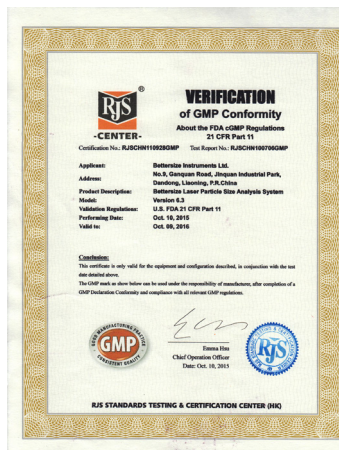 RJS
®
-CENTER-
VERIFICATION
of GMP Conformity
About the FDA cGMP Regulations
21 CFR Part 11
Certification No.: RJSCHN110928GMP Test Report No.: RJSCHN100706GMP
Applicant: Bettersize Instruments Ltd.
Address: No.9, Ganquan Road, Jinquan Industrial Park,
Dandong, Liaoning, P.R.China
Product Description: Bettersize Laser Particle Size Analysis System
Model: Version 6.3
Validation Regulations: U.S. FDA 21 CFR Part 11
Performing Date: Oct. 10, 2015
Valid to: Oct. 09, 2016
Conclusion:
This certificate is only valid for the equipment and configuration described, in conjunction with the test
date detailed above.
The GMP mark as show below can be used under the responsibility of manufacturer, after completion of a
GMP Declaration Conformity and compliance with all relevant GMP regulations.
GOOD MANUFACTURING PRACTICE
GMP
CONSISTENT QUALITY
RJS
Emma Hsu
Chief Operation Officer
Date: Oct. 10, 2015
RJS STANDARDS TESTING & CERTIFICATION CENTER (HK)